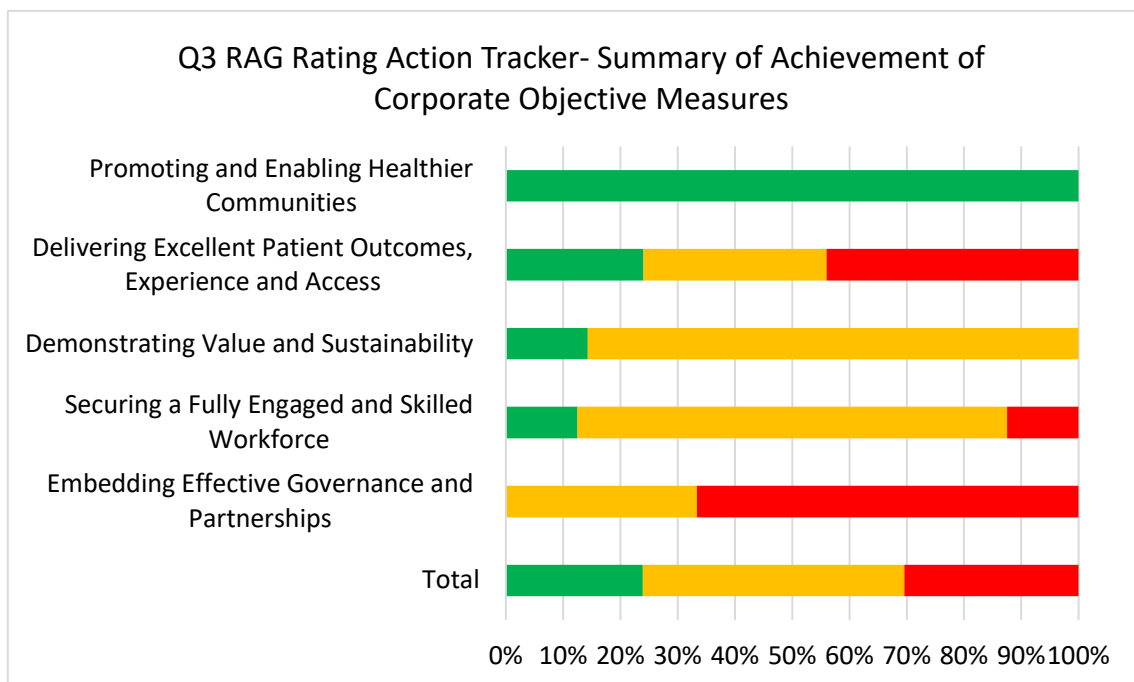 Q3 RAG Rating Action Tracker- Summary of Achievement of
Corporate Objective Measures
Promoting and Enabling Healthier
Communities
Delivering Excellent Patient Outcomes,
Experience and Access
Demonstrating Value and Sustainability
Securing a Fully Engaged and Skilled
Workforce
Embedding Effective Governance and
Partnerships
Total
0% 10% 20% 30% 40% 50% 60% 70% 80% 90% 100%